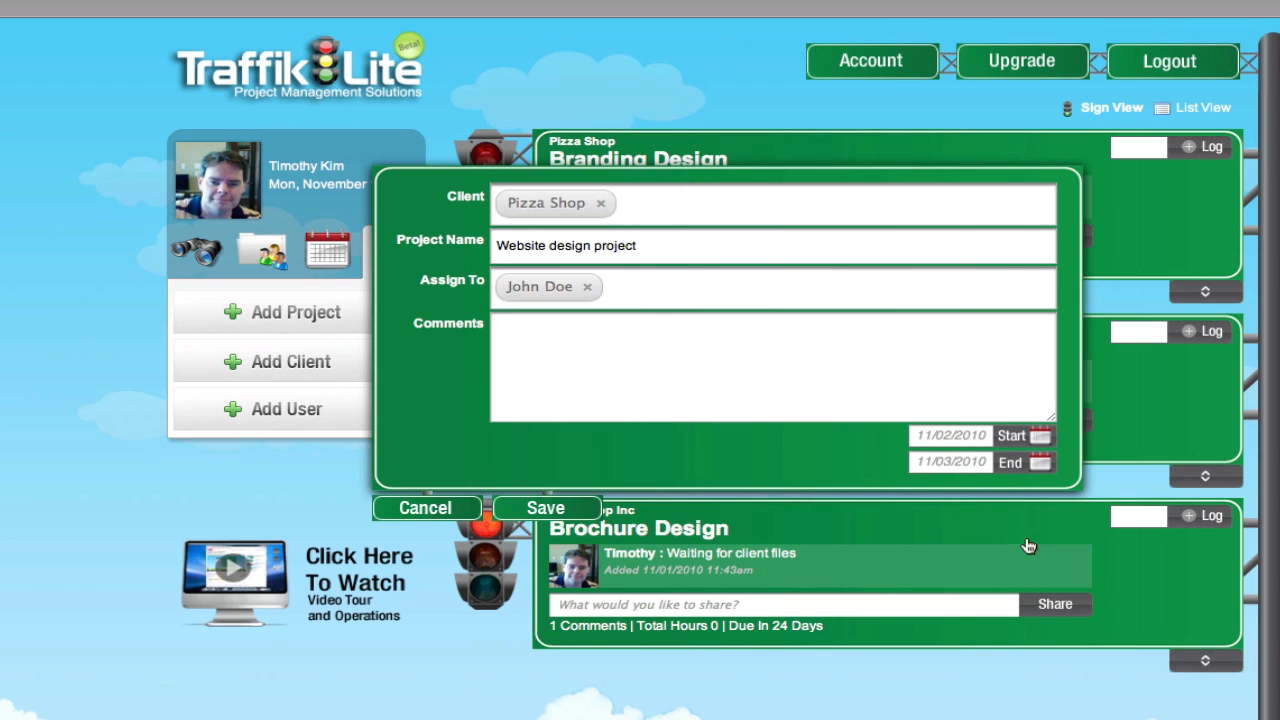 Traffik Lite
Beta!
Project Management Solutions
Account
Upgrade
Logout
Sign View
List View
Timothy Kim
Mon, November
Add Project
Add Client
Add User
Pizza Shop
Branding Design
Log
Client
Pizza Shop ×
Project Name
Website design project
Assign To
John Doe ×
Comments
11/02/2010 Start
11/03/2010 End
Cancel
Save
Log
op Inc
Brochure Design
Log
Timothy : Waiting for client files
Added 11/01/2010 11:43am
What would you like to share?
Share
1 Comments | Total Hours 0 | Due In 24 Days
Click Here
To Watch
Video Tour
and Operations